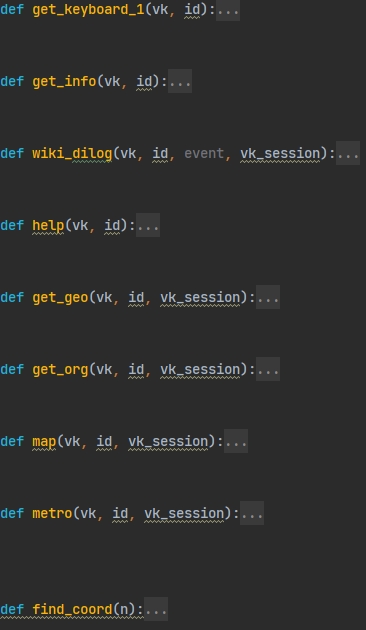 def get_keyboard_1(vk, id):...
def get_info(vk, id):...
def wiki_dilog(vk, id, event, vk_session):...
def help(vk, id):...
def get_geo(vk, id, vk_session):...
def get_org(vk, id, vk_session):...
def map(vk, id, vk_session):...
def metro(vk, id, vk_session):...
def find_coord(n):...